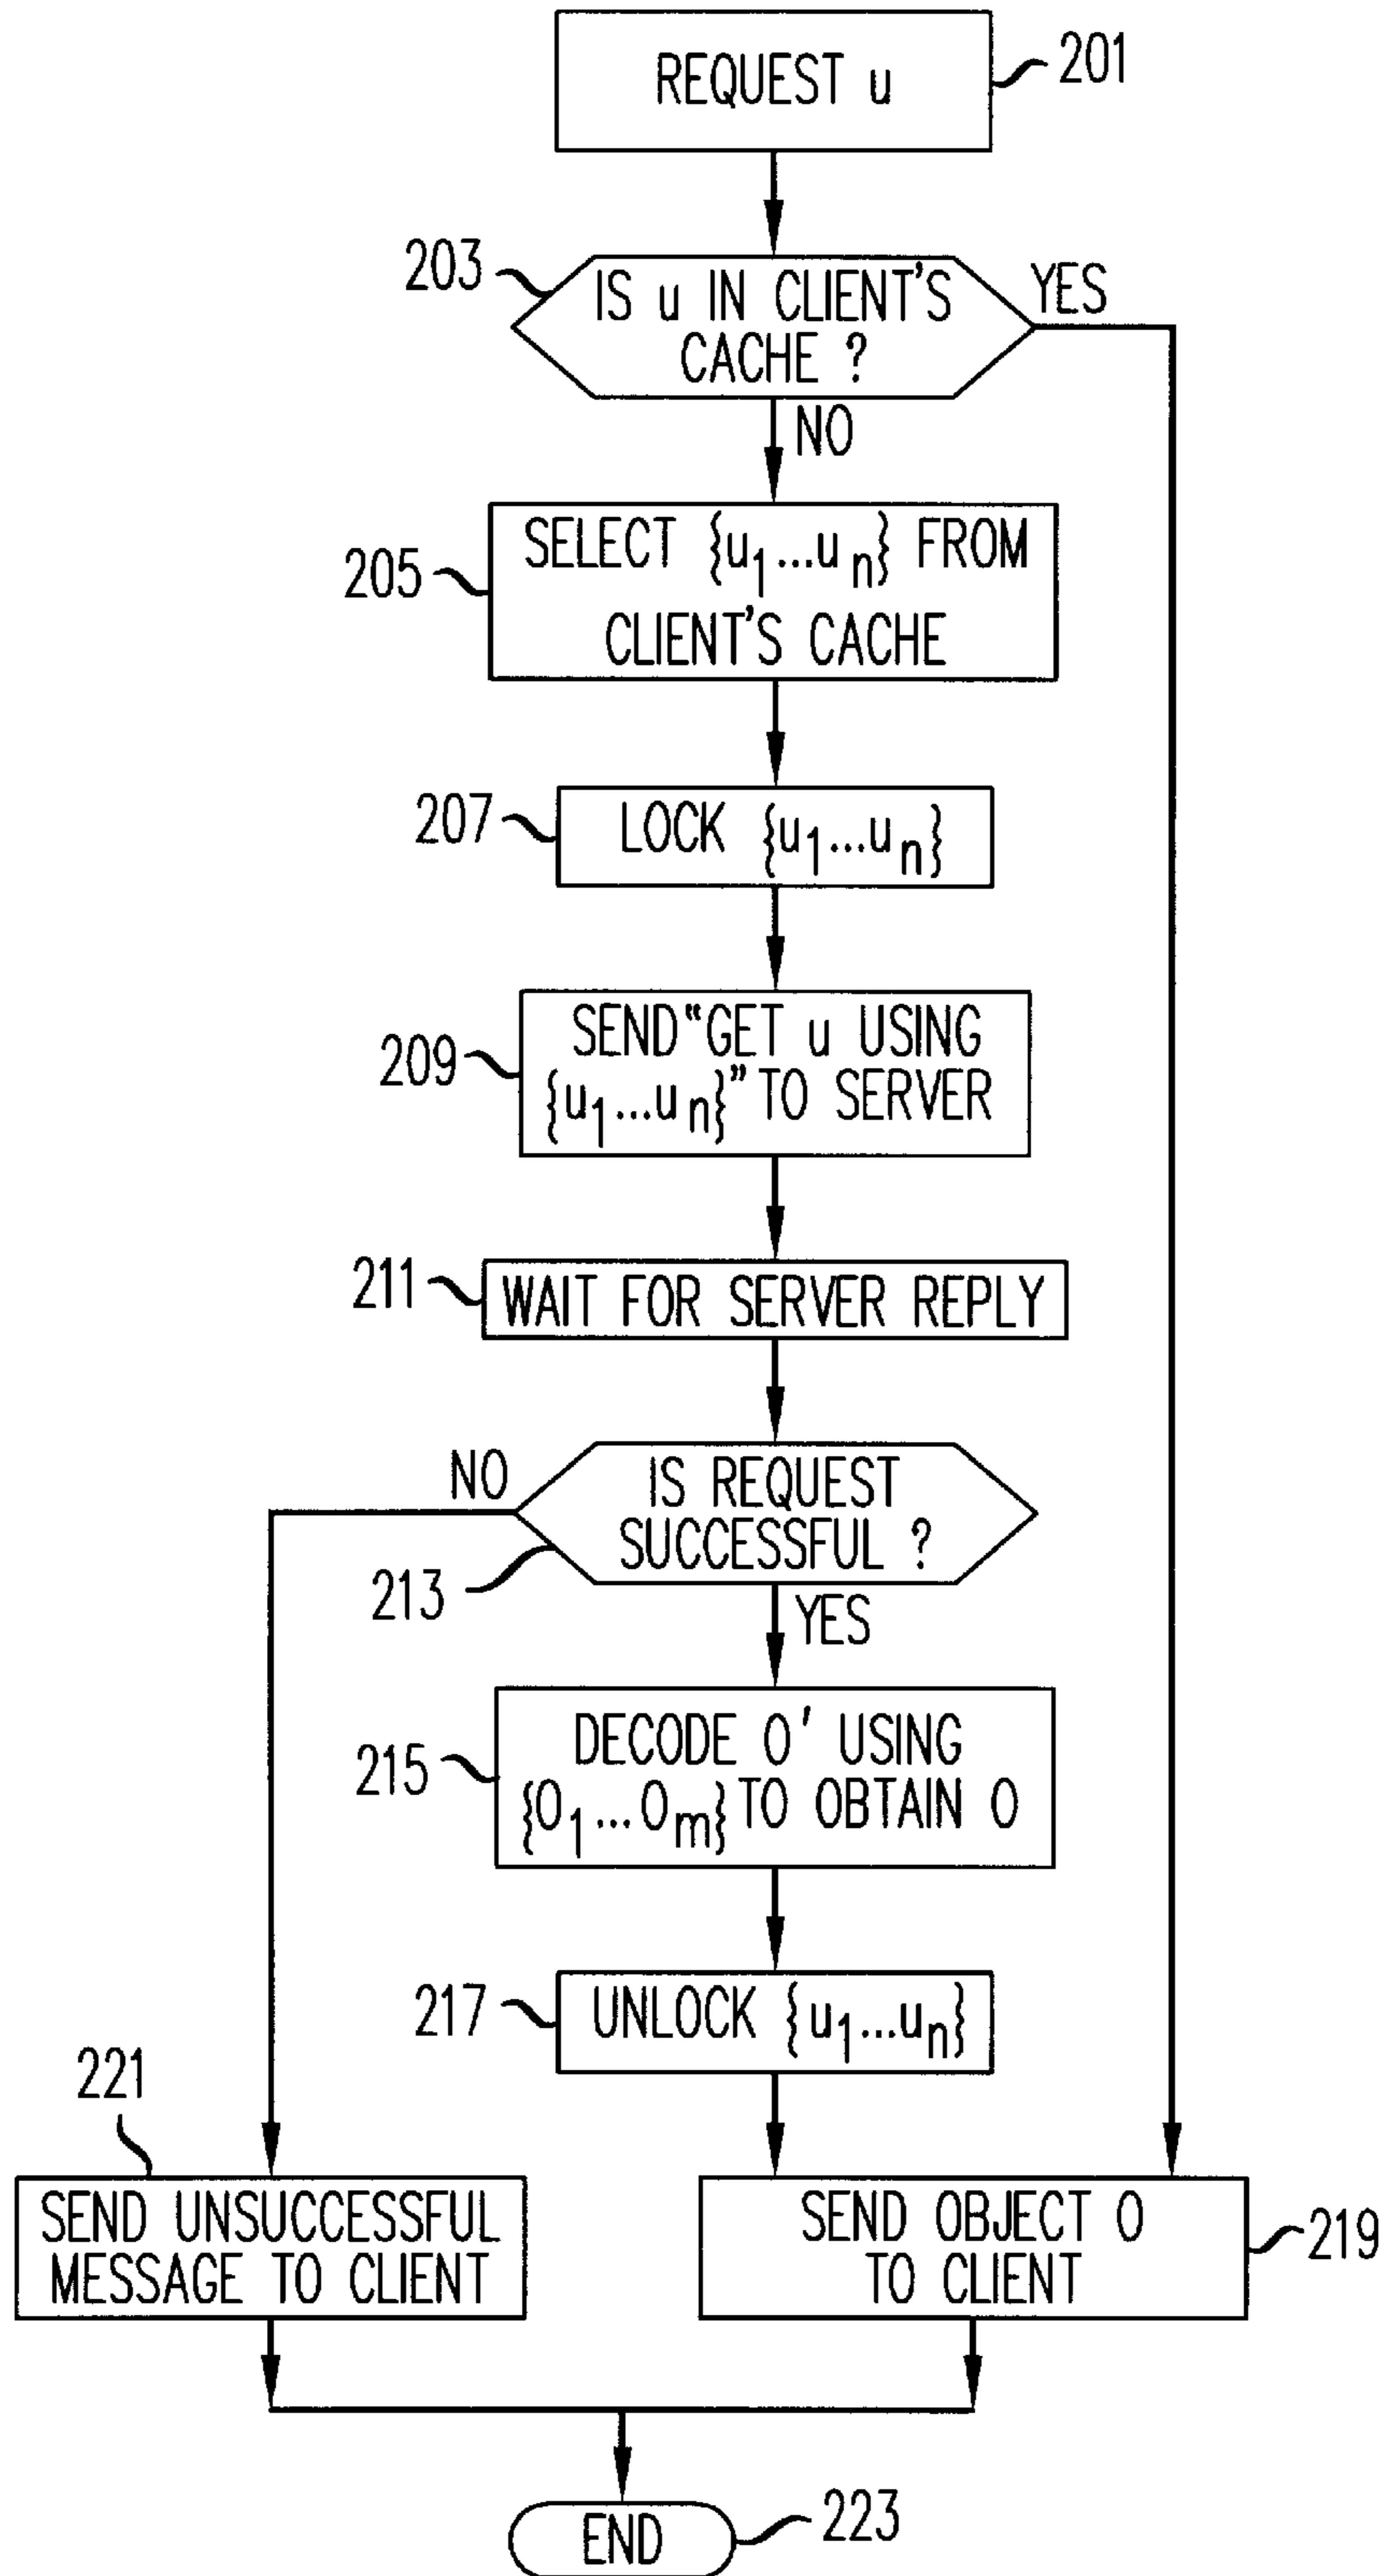 REQUEST u
201
203
IS u IN CLIENT'S
CACHE ?
YES
NO
205
SELECT {u1...un} FROM
CLIENT'S CACHE
207
LOCK {u1...un}
209
SEND "GET u USING
{u1...un}" TO SERVER
211
WAIT FOR SERVER REPLY
NO
IS REQUEST
SUCCESSFUL ?
213
YES
215
DECODE O' USING
{O1...Om} TO OBTAIN O
217
UNLOCK {u1...un}
221
SEND UNSUCCESSFUL
MESSAGE TO CLIENT
SEND OBJECT O
TO CLIENT
219
END
223